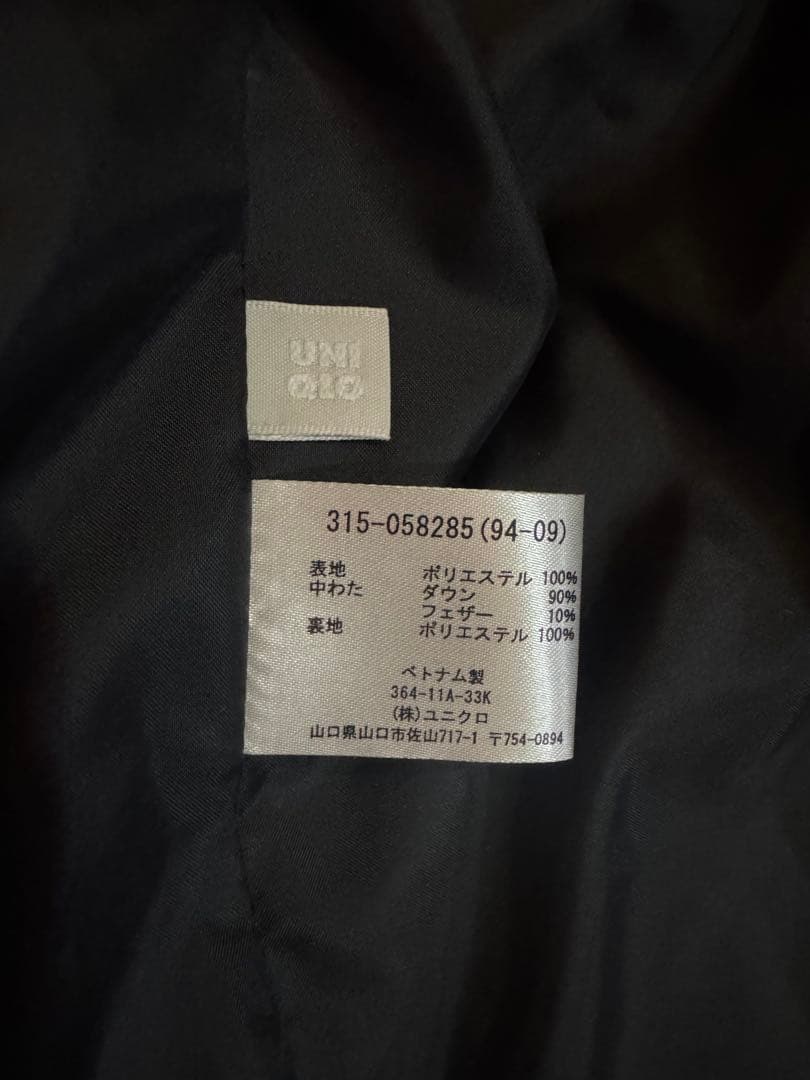 UNI
QLO
315-058285(94-09)
表地 ポリエステル 100%
中わた ダウン 90%
フェザー 10%
裏地 ポリエステル 100%
ベトナム製
364-11A-33K
(株)ユニクロ
山口県山口市佐山717-1 〒754-0894